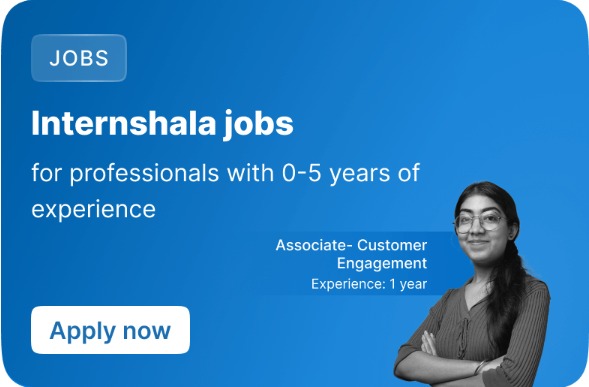 JOBS
Internshala jobs
for professionals with 0-5 years of
experience
Associate- Customer
Engagement
Experience: 1 year
Apply now